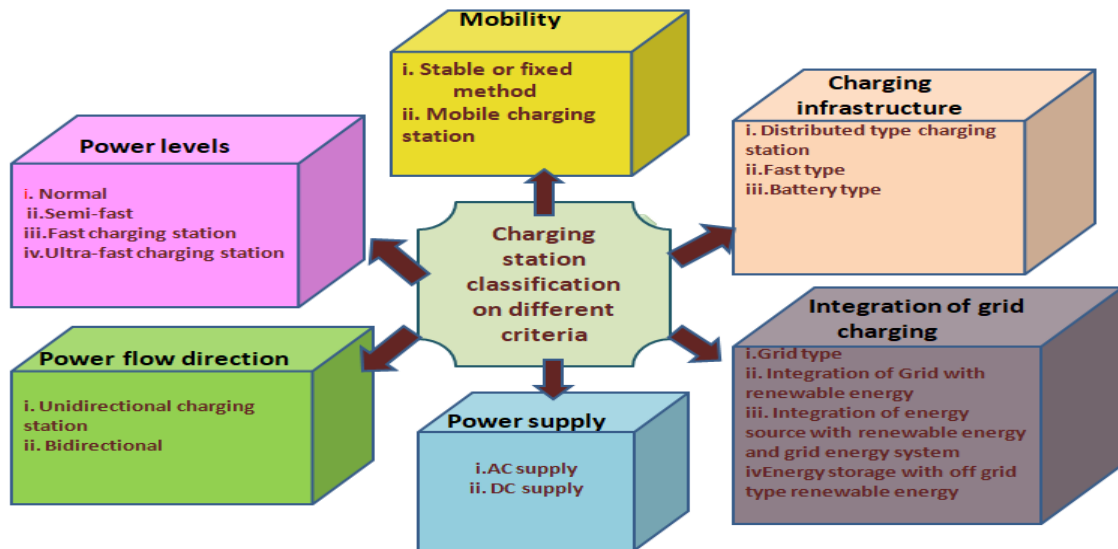 Mobility
i. Stable or fixed
method
ii. Mobile charging
station
Charging
infrastructure
i. Distributed type charging
station
ii.Fast type
iii.Battery type
Power levels
i. Normal
ii.Semi-fast
iii.Fast charging station
iv.Ultra-fast charging station
Charging
station
classification
on different
criteria
Integration of grid
charging
i.Grid type
ii. Integration of Grid with
renewable energy
iii. Integration of energy
source with renewable energy
and grid energy system
ivEnergy storage with off grid
type renewable energy
Power flow direction
i. Unidirectional charging
station
ii. Bidirectional
Power supply
i.AC supply
ii. DC supply